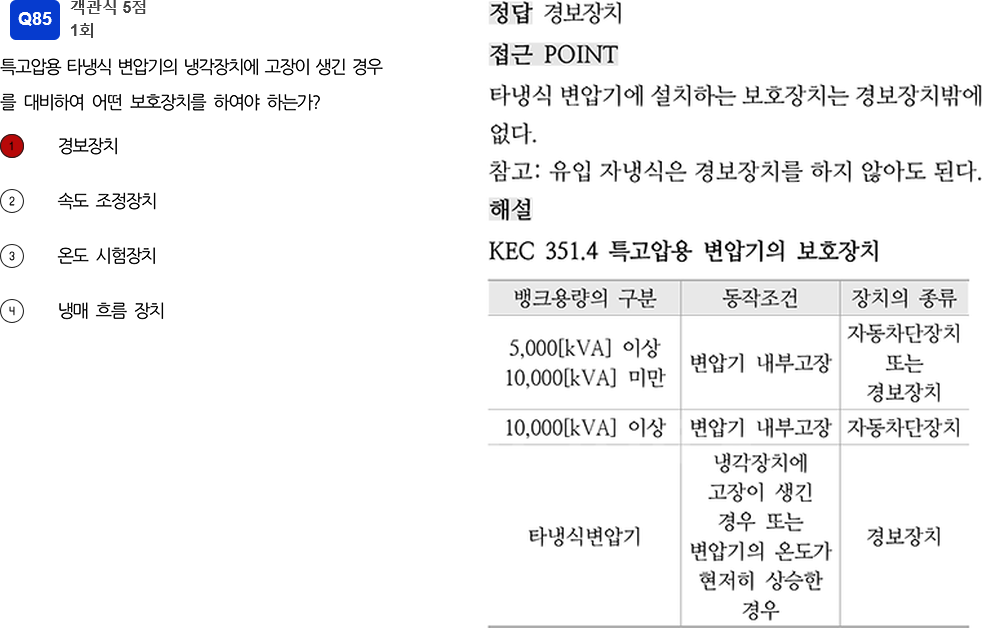 Q85
객관식 5점
1회
특고압용 타냉식 변압기의 냉각장치에 고장이 생긴 경우
를 대비하여 어떤 보호장치를 하여야 하는가?
1 경보장치
2 속도 조정장치
3 온도 시험장치
4 냉매 흐름 장치
정답 경보장치
접근 POINT
타냉식 변압기에 설치하는 보호장치는 경보장치밖에
없다.
참고: 유입 자냉식은 경보장치를 하지 않아도 된다.
해설
KEC 351.4 특고압용 변압기의 보호장치
뱅크용량의 구분 동작조건 장치의 종류
5,000[kVA] 이상
10,000[kVA] 미만
변압기 내부고장
자동차단장치
또는
경보장치
10,000[kVA] 이상 변압기 내부고장 자동차단장치
타냉식변압기
냉각장치에
고장이 생긴
경우 또는
변압기의 온도가
현저히 상승한
경우
경보장치